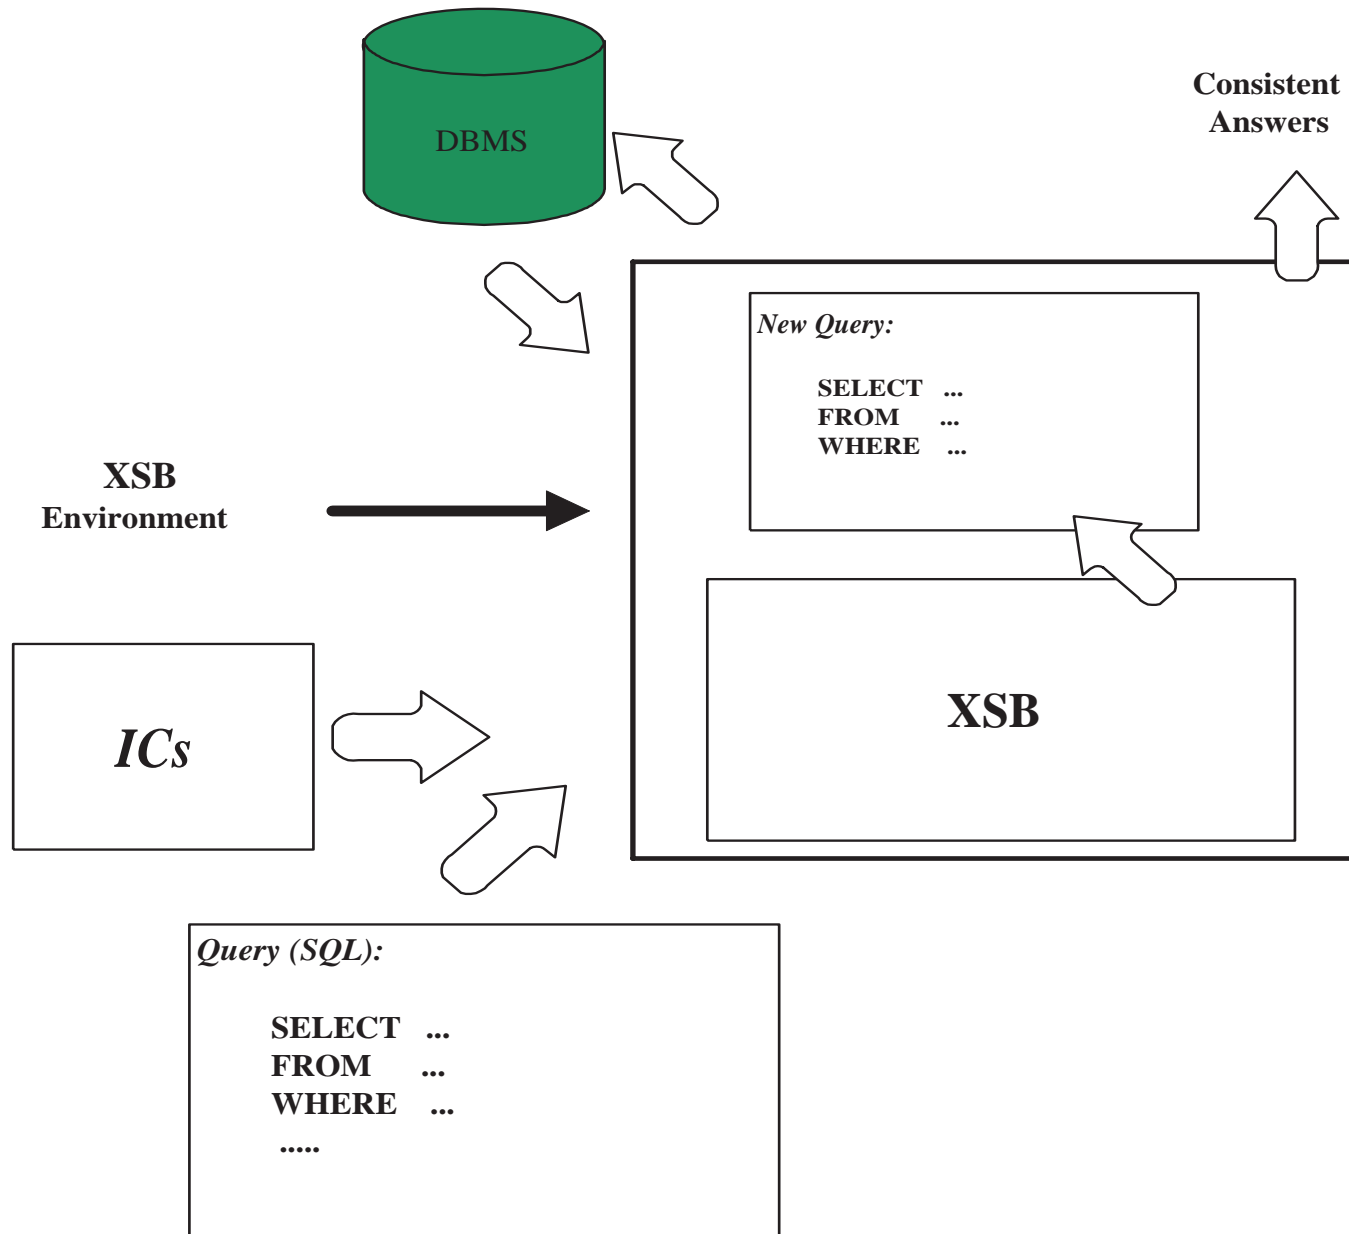 DBMS
Consistent
Answers
New Query:
SELECT ...
FROM ...
WHERE ...
XSB
Environment
ICs
XSB
Query (SQL):
SELECT ...
FROM ...
WHERE ...
.....